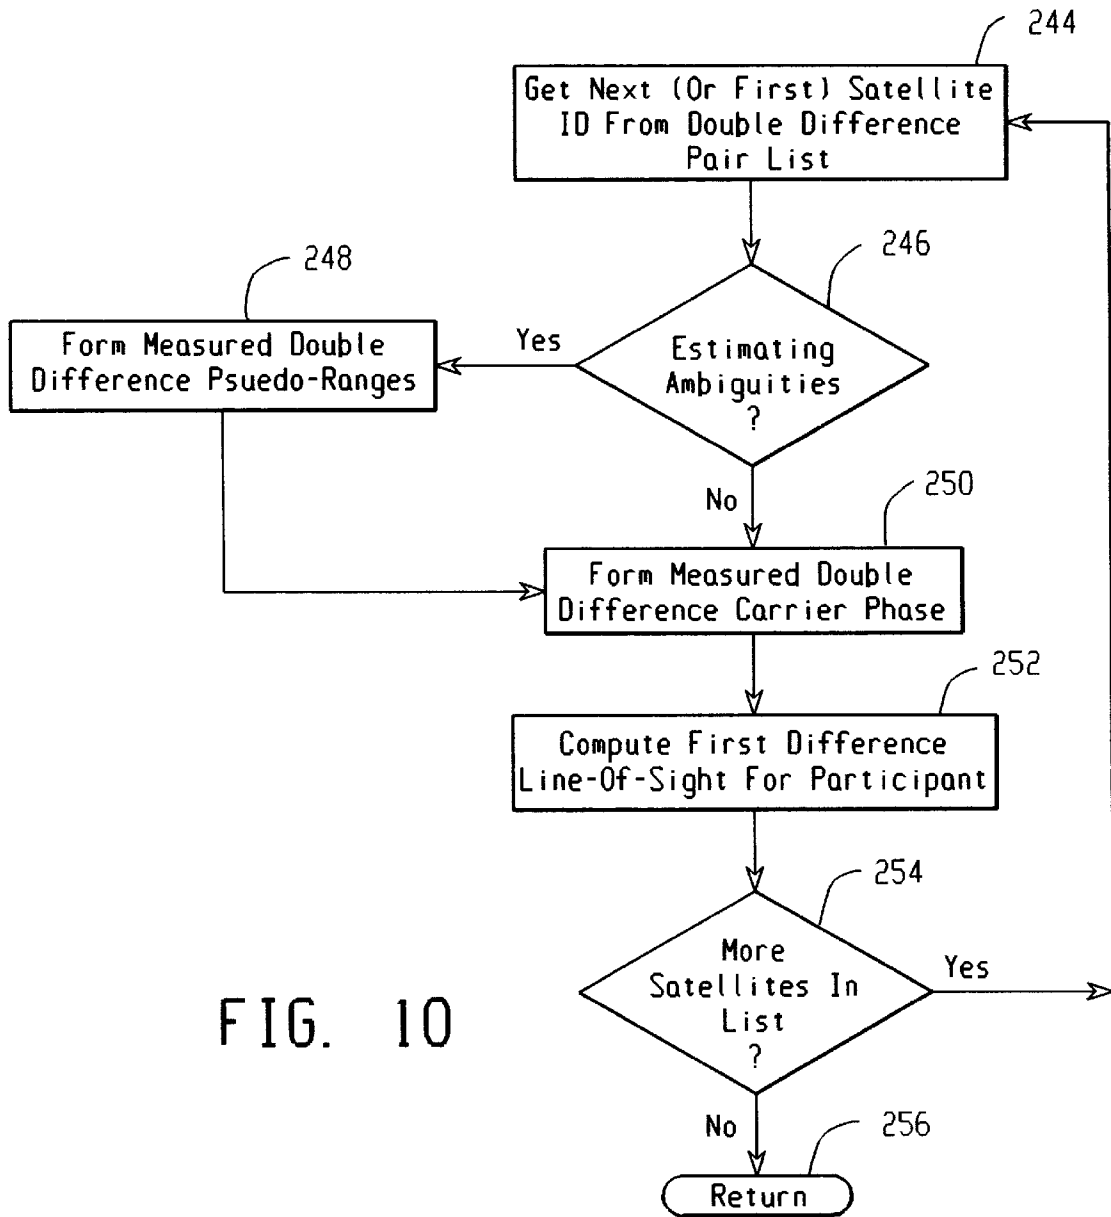 244
Get Next (Or First) Satellite
ID From Double Difference
Pair List
246
Estimating
Ambiguities
?
Yes
248
Form Measured Double
Difference Psuedo-Ranges
No
250
Form Measured Double
Difference Carrier Phase
252
Compute First Difference
Line-Of-Sight For Participant
254
More
Satellites In
List
?
Yes
No
256
Return
FIG. 10